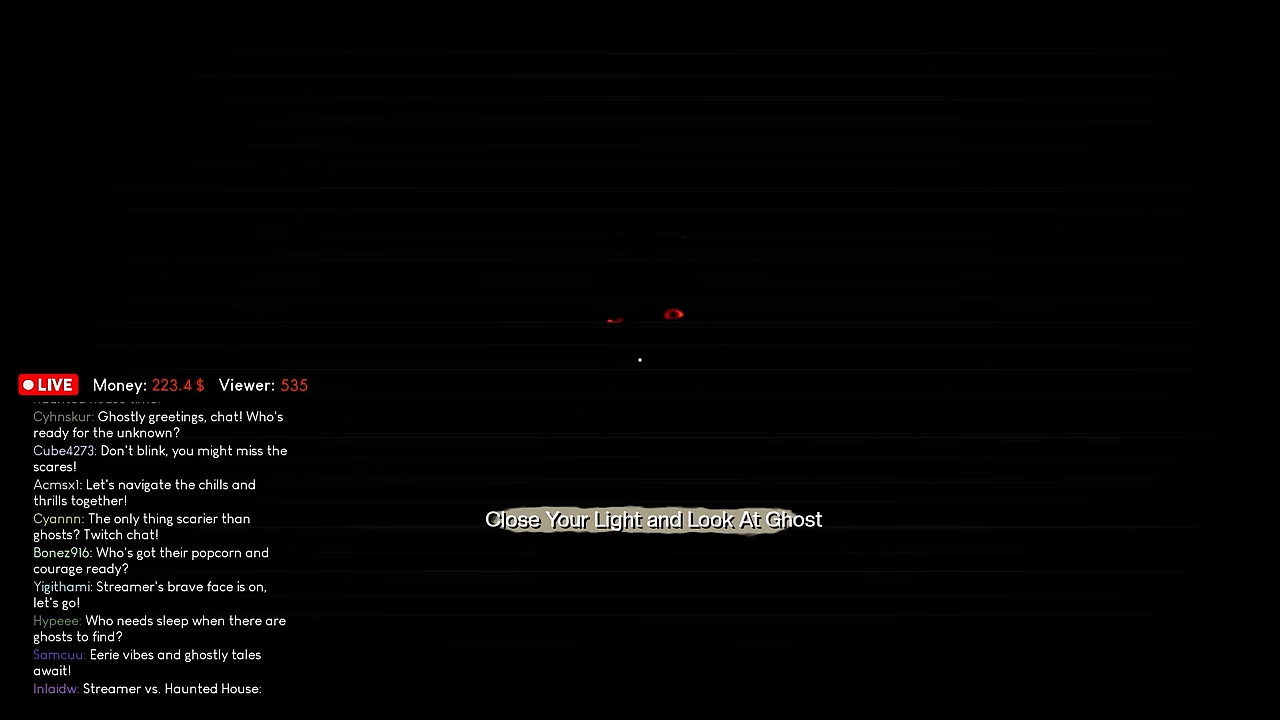 LIVE Money: 223.4 $ Viewer: 535
haunted house time!
Cyhnskur: Ghostly greetings, chat! Who's
ready for the unknown?
Cube4273: Don't blink, you might miss the
scares!
Acmsxl: Let's navigate the chills and
thrills together!
Cyannn: The only thing scarier than
ghosts? Twitch chat!
Bonez916: Who's got their popcorn and
courage ready?
Yigithami: Streamer's brave face is on,
let's go!
Hypeee: Who needs sleep when there are
ghosts to find?
Samcuu: Eerie vibes and ghostly tales
await!
Inlaidw: Streamer vs. Haunted House:
Close Your Light and Look At Ghost